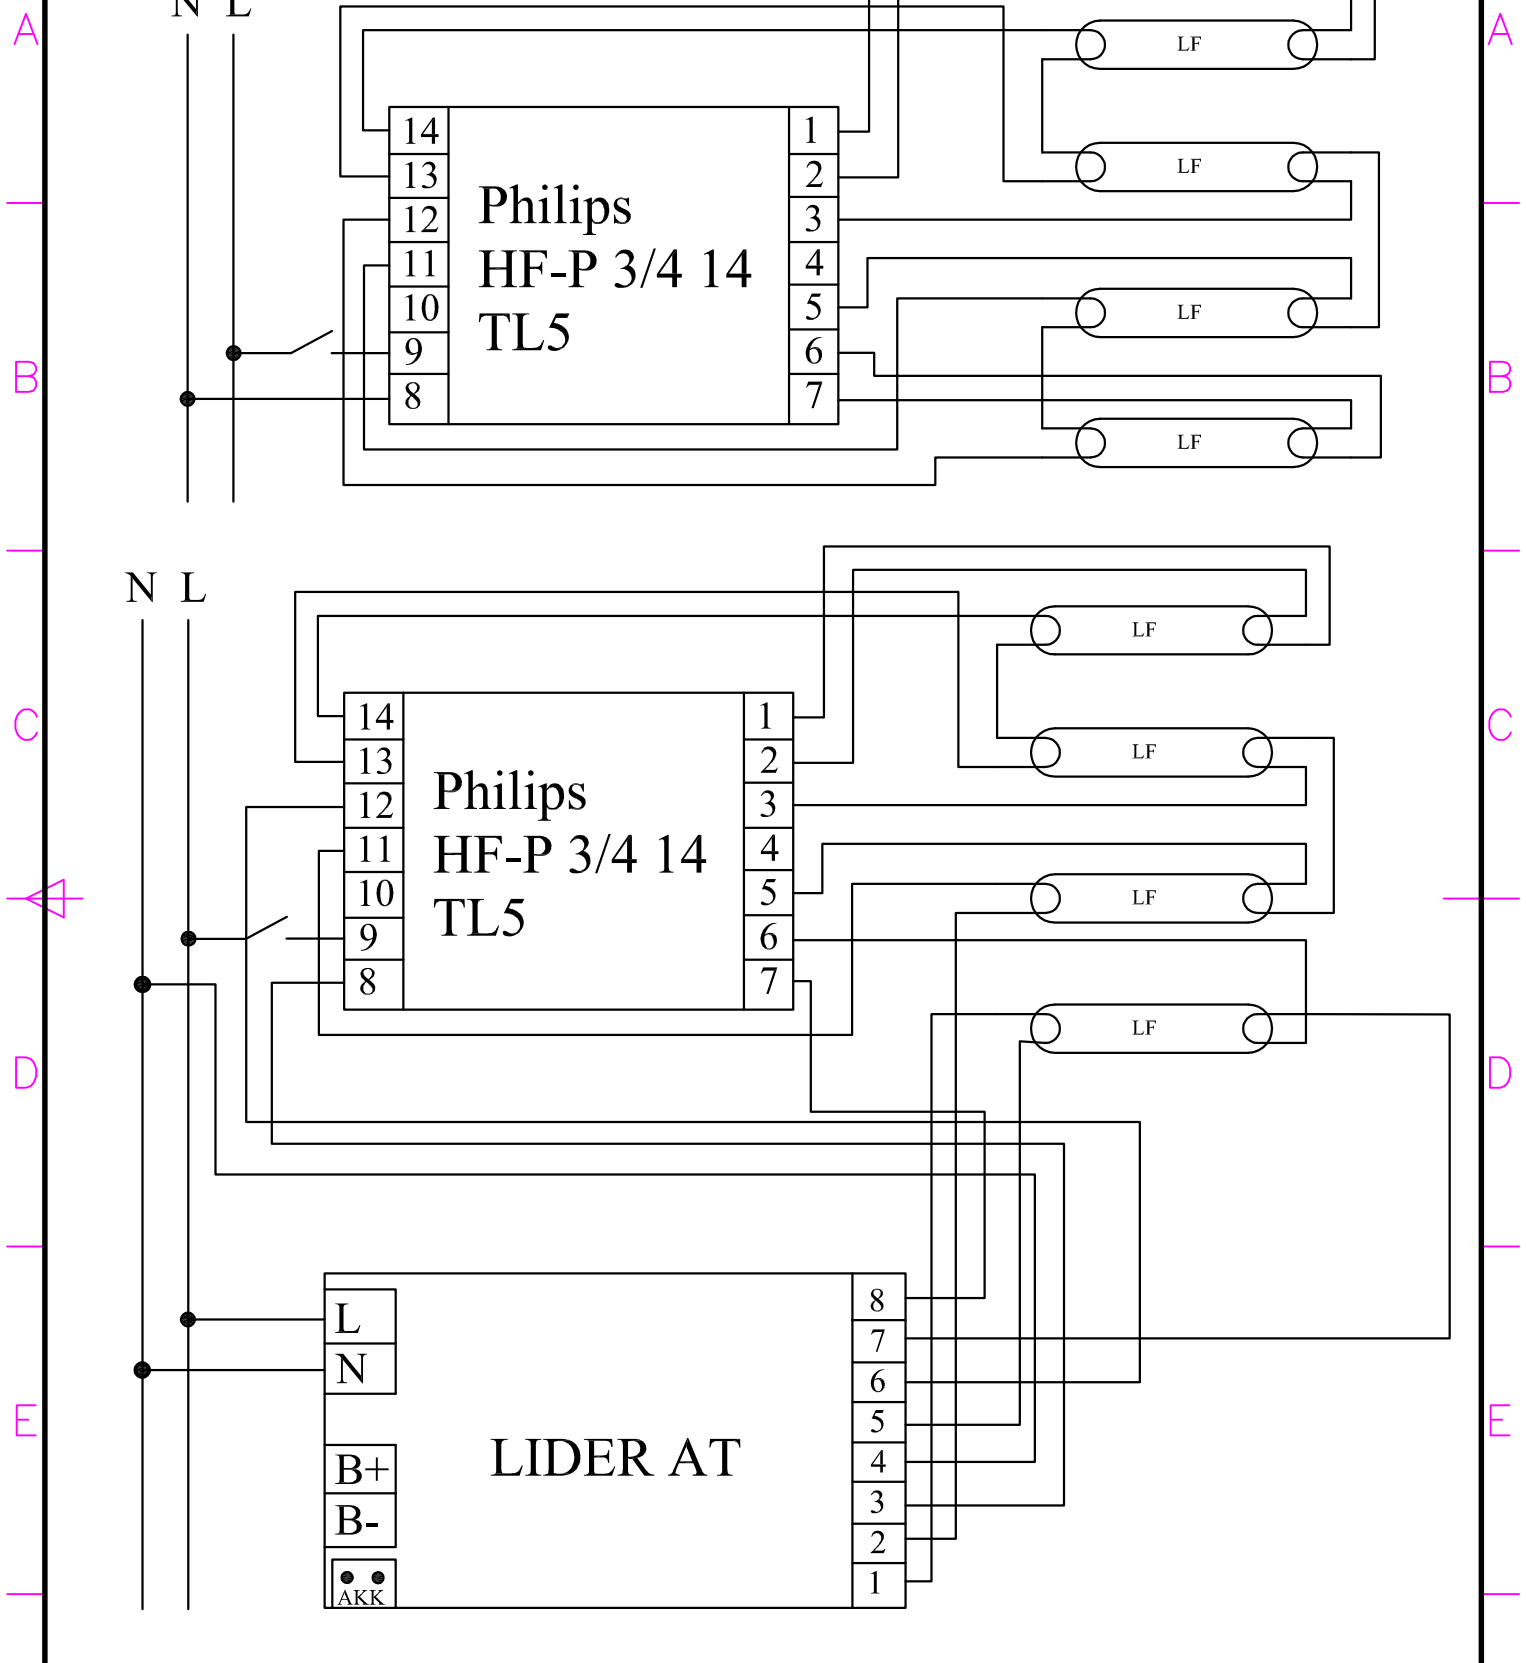 N L
A A
LF
14 1
13 2
LF
12 3
11 4
10 5
9 6
8 7
Philips
HF-P 3/4 14
TL5
LF
B B
LF
N L
LF
C C
14 1
13 2
LF
12 3
11 4
10 5
9 6
8 7
Philips
HF-P 3/4 14
TL5
LF
LF
D D
L
N
B+
B-
AKK
LIDER AT
8
7
6
5
4
3
2
1
E E